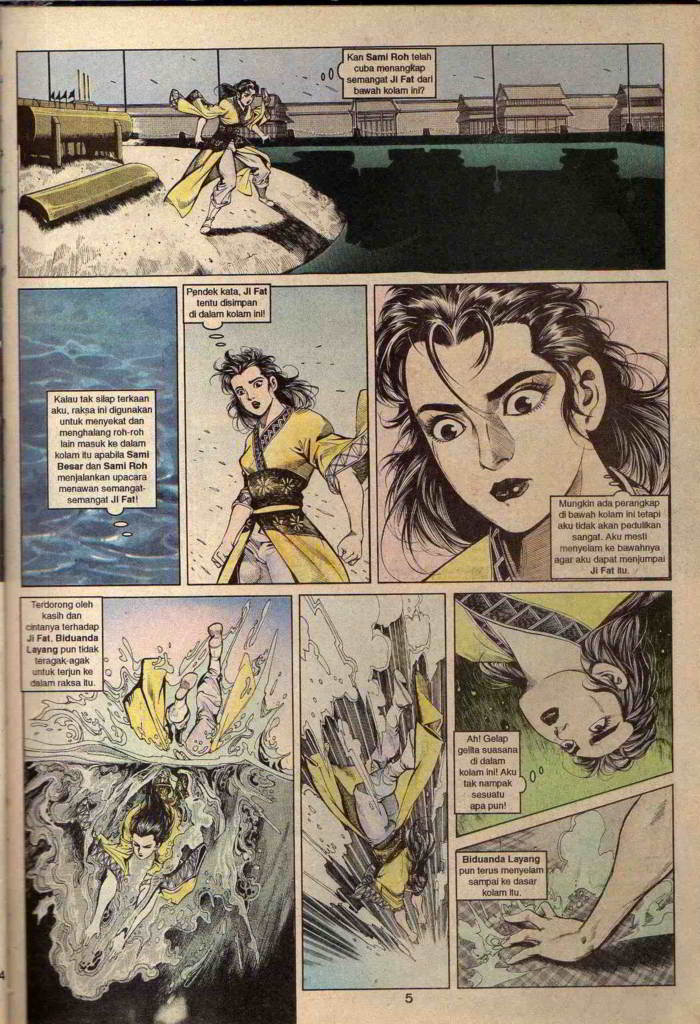 Kan Sami Roh telah
cuba menangkap
semangat Ji Fat dari
bawah kolam ini?
Kalau tak silap terkaan
aku, raksa ini digunakan
untuk menyekat dan
menghalang roh-roh
lain masuk ke dalam
kolam itu apabila Sami
Besar dan Sami Roh
menjalankan upacara
menawan semangat-
semangat Ji Fat!
Pendek kata, Ji Fat
tentu disimpan
di dalam kolam ini!
Mungkin ada perangkap
di bawah kolam ini tetapi
aku tidak akan pedulikan
sangat. Aku mesti
menyelam ke bawahnya
agar aku dapat menjumpai
Ji Fat itu.
Terdorong oleh
kasih dan
cintanya terhadap
Ji Fat, Biduanda
Layang pun tidak
teragak-agak
untuk terjun ke
dalam raksa itu.
Ah! Gelap
gelita suasana
di dalam
kolam ini! Aku
tak nampak
sesuatu
apa pun!
Biduanda Layang
pun terus menyelam
sampai ke dasar
kolam itu.
5
4